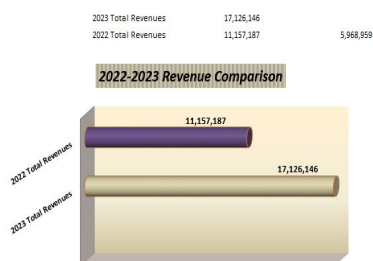 2023 Total Revenues 17,126,146
2022 Total Revenues 11,157,187 5,968,959
2022-2023 Revenue Comparison
11,157,187
2022 Total Revenues
17,126,146
2023 Total Revenues